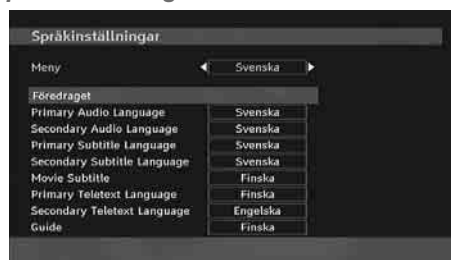 Språkinställningar
Meny Svenska
Föredraget
Primary Audio Language Svenska
Secondary Audio Language Svenska
Primary Subtitle Language Svenska
Secondary Subtitle Language Svenska
Movie Subtitle Finska
Primary Teletext Language Finska
Secondary Teletext Language Engelska
Guide Finska